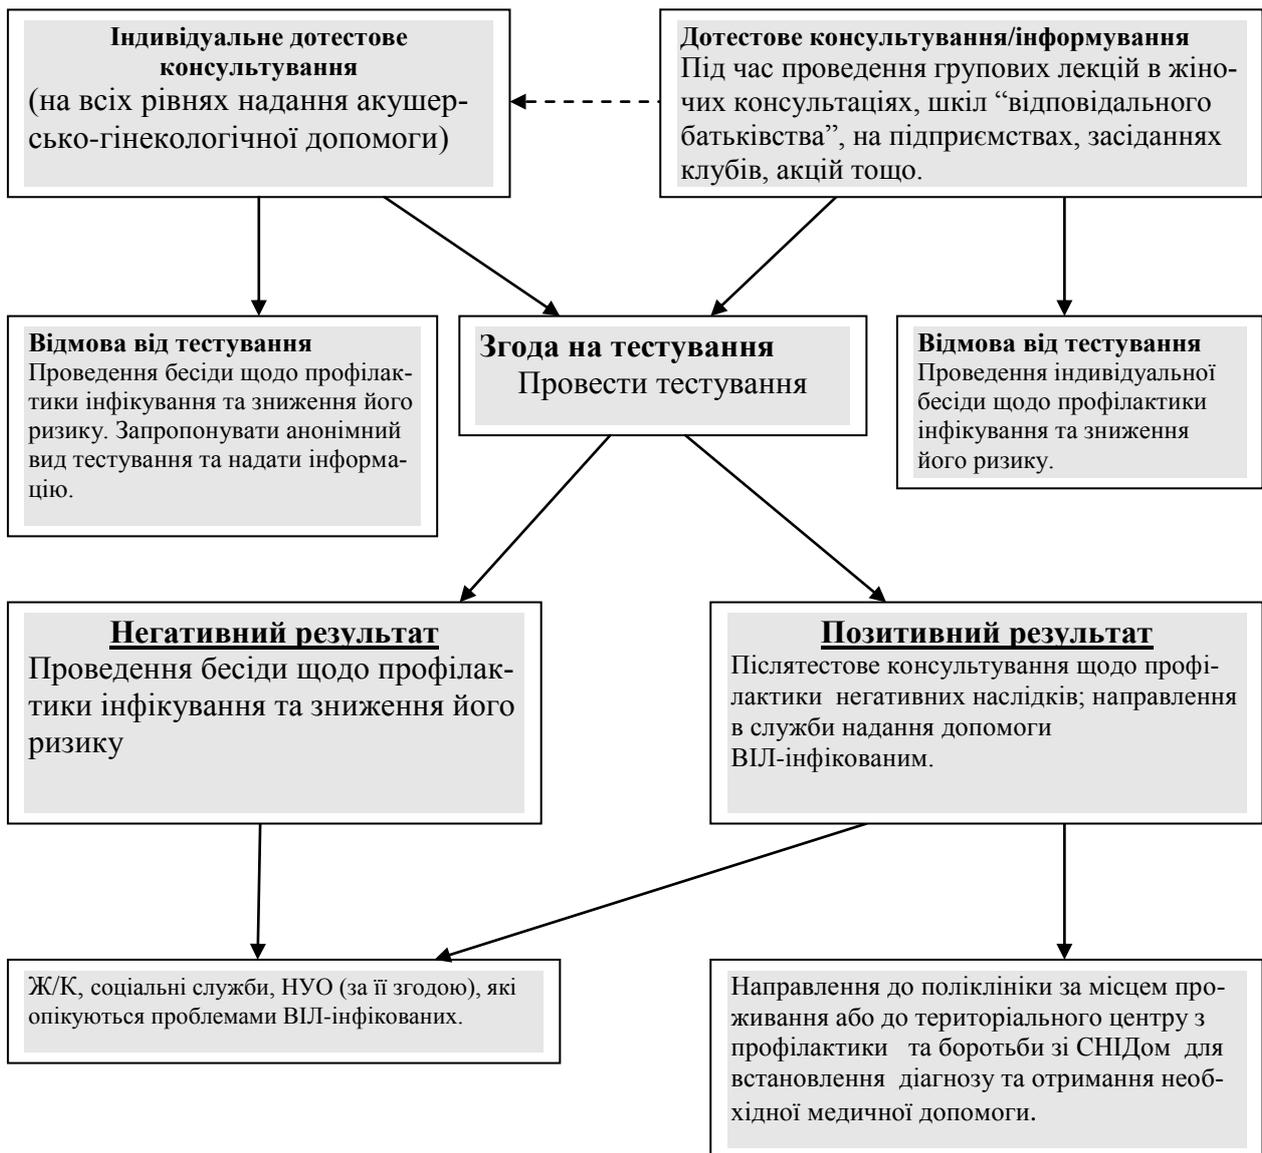 Індивідуальне дотестове
консультування
(на всіх рівнях надання акушер-
сько-гінекологічної допомоги)
Дотестове консультування/інформування
Під час проведення групових лекцій в жіно-
чих консультаціях, шкіл “відповідального
батьківства”, на підприємствах, засіданнях
клубів, акцій тощо.
Відмова від тестування
Проведення бесіди щодо профілак-
тики інфікування та зниження його
ризику. Запропонувати анонімний
вид тестування та надати інформа-
цію.
Згода на тестування
Провести тестування
Відмова від тестування
Проведення індивідуальної
бесіди щодо профілактики
інфікування та зниження
його ризику.
Негативний результат
Проведення бесіди щодо профілак-
тики інфікування та зниження його
ризику
Позитивний результат
Післятестове консультування щодо профі-
лактики негативних наслідків; направлення
в служби надання допомоги
ВІЛ-інфікованим.
Ж/К, соціальні служби, НУО (за її згодою), які
опікуються проблемами ВІЛ-інфікованих.
Направлення до поліклініки за місцем про-
живання або до територіального центру з
профілактики та боротьби зі СНІДом для
встановлення діагнозу та отримання необ-
хідної медичної допомоги.